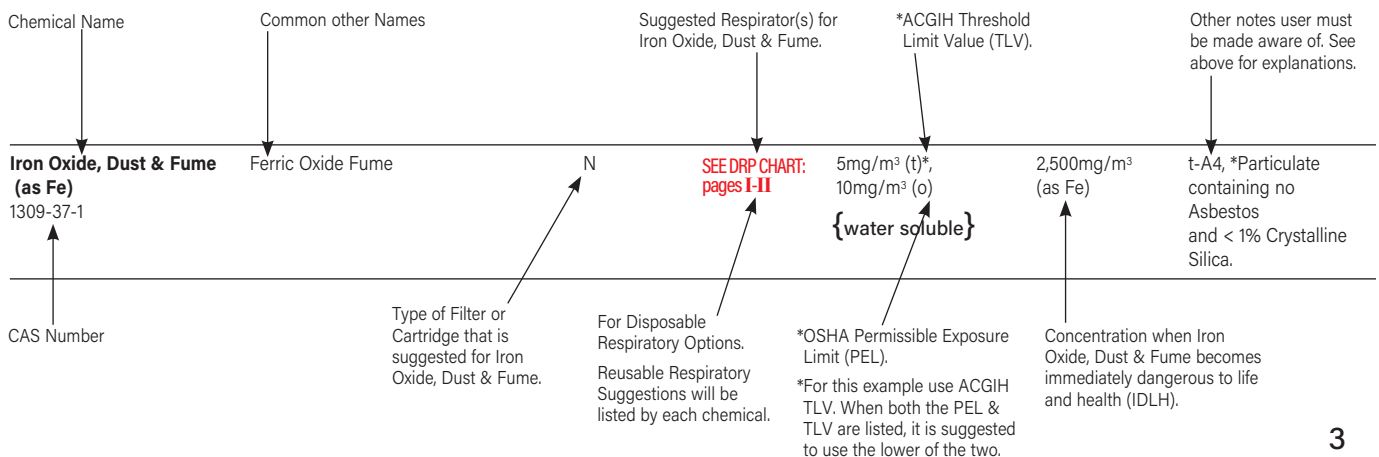 Chemical Name
Common other Names
Suggested Respirator(s) for
Iron Oxide, Dust & Fume.
*ACGIH Threshold
Limit Value (TLV).
Other notes user must
be made aware of. See
above for explanations.
Iron Oxide, Dust & Fume
(as Fe)
1309-37-1
Ferric Oxide Fume
N
SEE DRP CHART:
pages I-II
5mg/m³ (t)*,
10mg/m³ (o)
{water soluble}
2,500mg/m³
(as Fe)
t-A4, *Particulate
containing no
Asbestos
and < 1% Crystalline
Silica.
CAS Number
Type of Filter or
Cartridge that is
suggested for Iron
Oxide, Dust & Fume.
For Disposable
Respiratory Options.
Reusable Respiratory
Suggestions will be
listed by each chemical.
*OSHA Permissible Exposure
Limit (PEL).
*For this example use ACGIH
TLV. When both the PEL &
TLV are listed, it is suggested
to use the lower of the two.
Concentration when Iron
Oxide, Dust & Fume becomes
immediately dangerous to life
and health (IDLH).
3